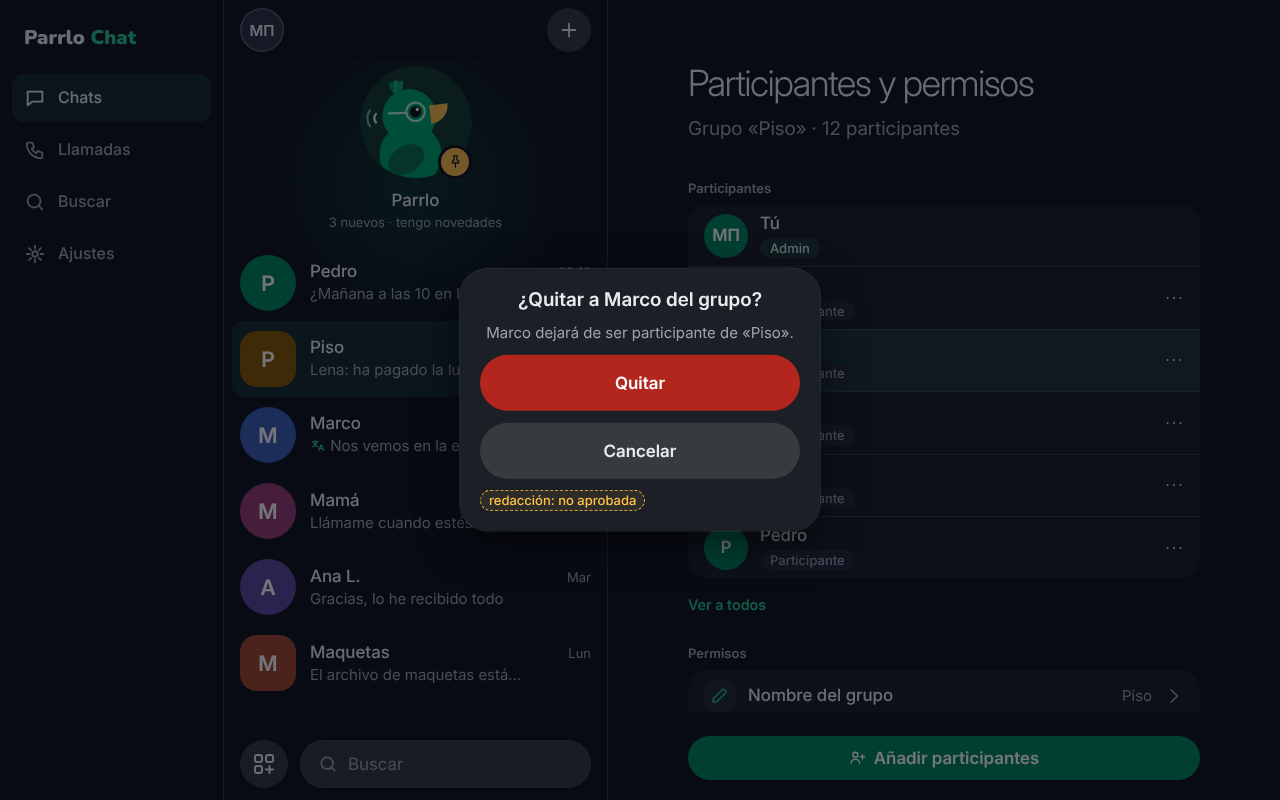 Parrlo Chat
Chats
Llamadas
Buscar
Ajustes
МП
Parrlo
3 nuevos · tengo novedades
P
Pedro
¿Mañana a las 10 en
P
Piso
Lena: ha pagado la lu
M
Marco
Nos vemos en la e
M
Mamá
Llámame cuando estés
A
Ana L.
Mar
Gracias, lo he recibido todo
M
Maquetas
Lun
El archivo de maquetas está...
Buscar
Participantes y permisos
Grupo «Piso» · 12 participantes
Participantes
МП
Tú
Admin
ante
ante
ante
ante
P
Pedro
Participante
Ver a todos
Permisos
Nombre del grupo
Piso
Añadir participantes
¿Quitar a Marco del grupo?
Marco dejará de ser participante de «Piso».
Quitar
Cancelar
redacción: no aprobada